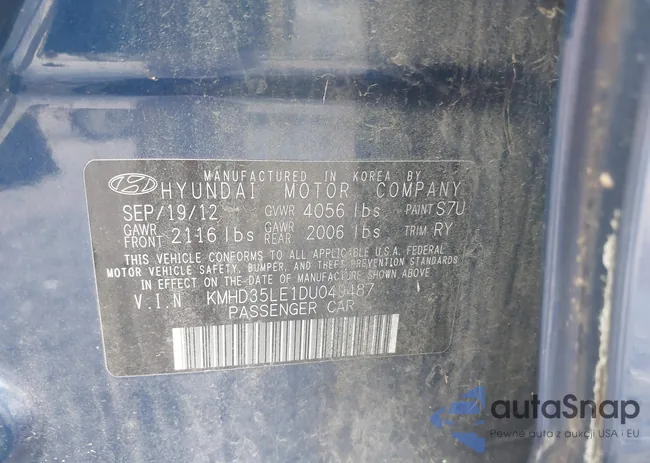 MANUFACTURED IN KOREA BY
HYUNDAI MOTOR COMPANY
SEP/19/12 GVWR 4056 lbs PAINT S7U
GAWR FRONT 2116 lbs GAWR REAR 2006 lbs TRIM RY
THIS VEHICLE CONFORMS TO ALL APPLICABLE U.S.A. FEDERAL
MOTOR VEHICLE SAFETY, BUMPER, AND THEFT PREVENTION
STANDARDS IN EFFECT ON THE DATE OF MANUFACTURE SHOWN ABOVE
V.I.N KMHD35LE1DU049487
PASSENGER CAR
autaSnap
Pewne auta z aukcji USA i EU